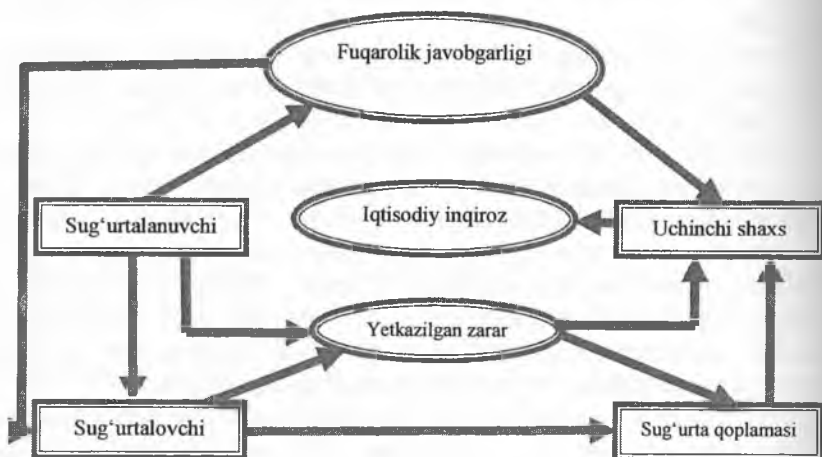 Fuqarolik javobgarligi
Sug‘urtalanuvchi
Iqtisodiy inqiroz
Uchinchi shaxs
Yetkazilgan zarar
Sug‘urtalovchi
Sug‘urta qoplamasi